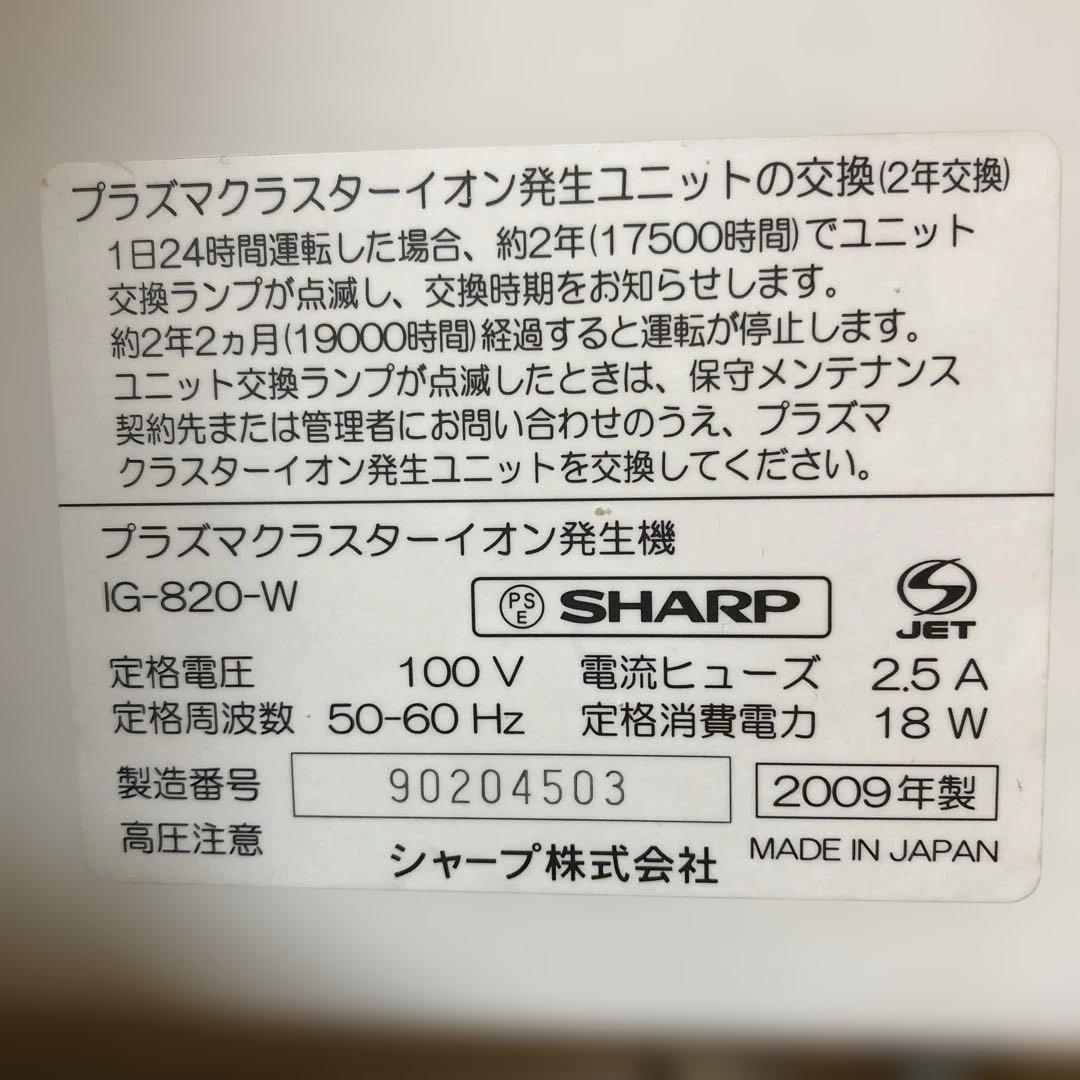 プラズマクラスターイオン発生ユニットの交換(2年交換)
1日24時間運転した場合、約2年(17500時間)でユニット
交換ランプが点滅し、交換時期をお知らせします。
約2年2ヵ月(19000時間)経過すると運転が停止します。
ユニット交換ランプが点滅したときは、保守メンテナンス
契約先または管理者にお問い合わせのうえ、プラズマ
クラスターイオン発生ユニットを交換してください。
プラズマクラスターイオン発生機
IG-820-W PSE SHARP JET
定格電圧 100 V 電流ヒューズ 2.5 A
定格周波数 50-60 Hz 定格消費電力 18 W
製造番号 90204503 2009年製
高圧注意 シャープ株式会社 MADE IN JAPAN